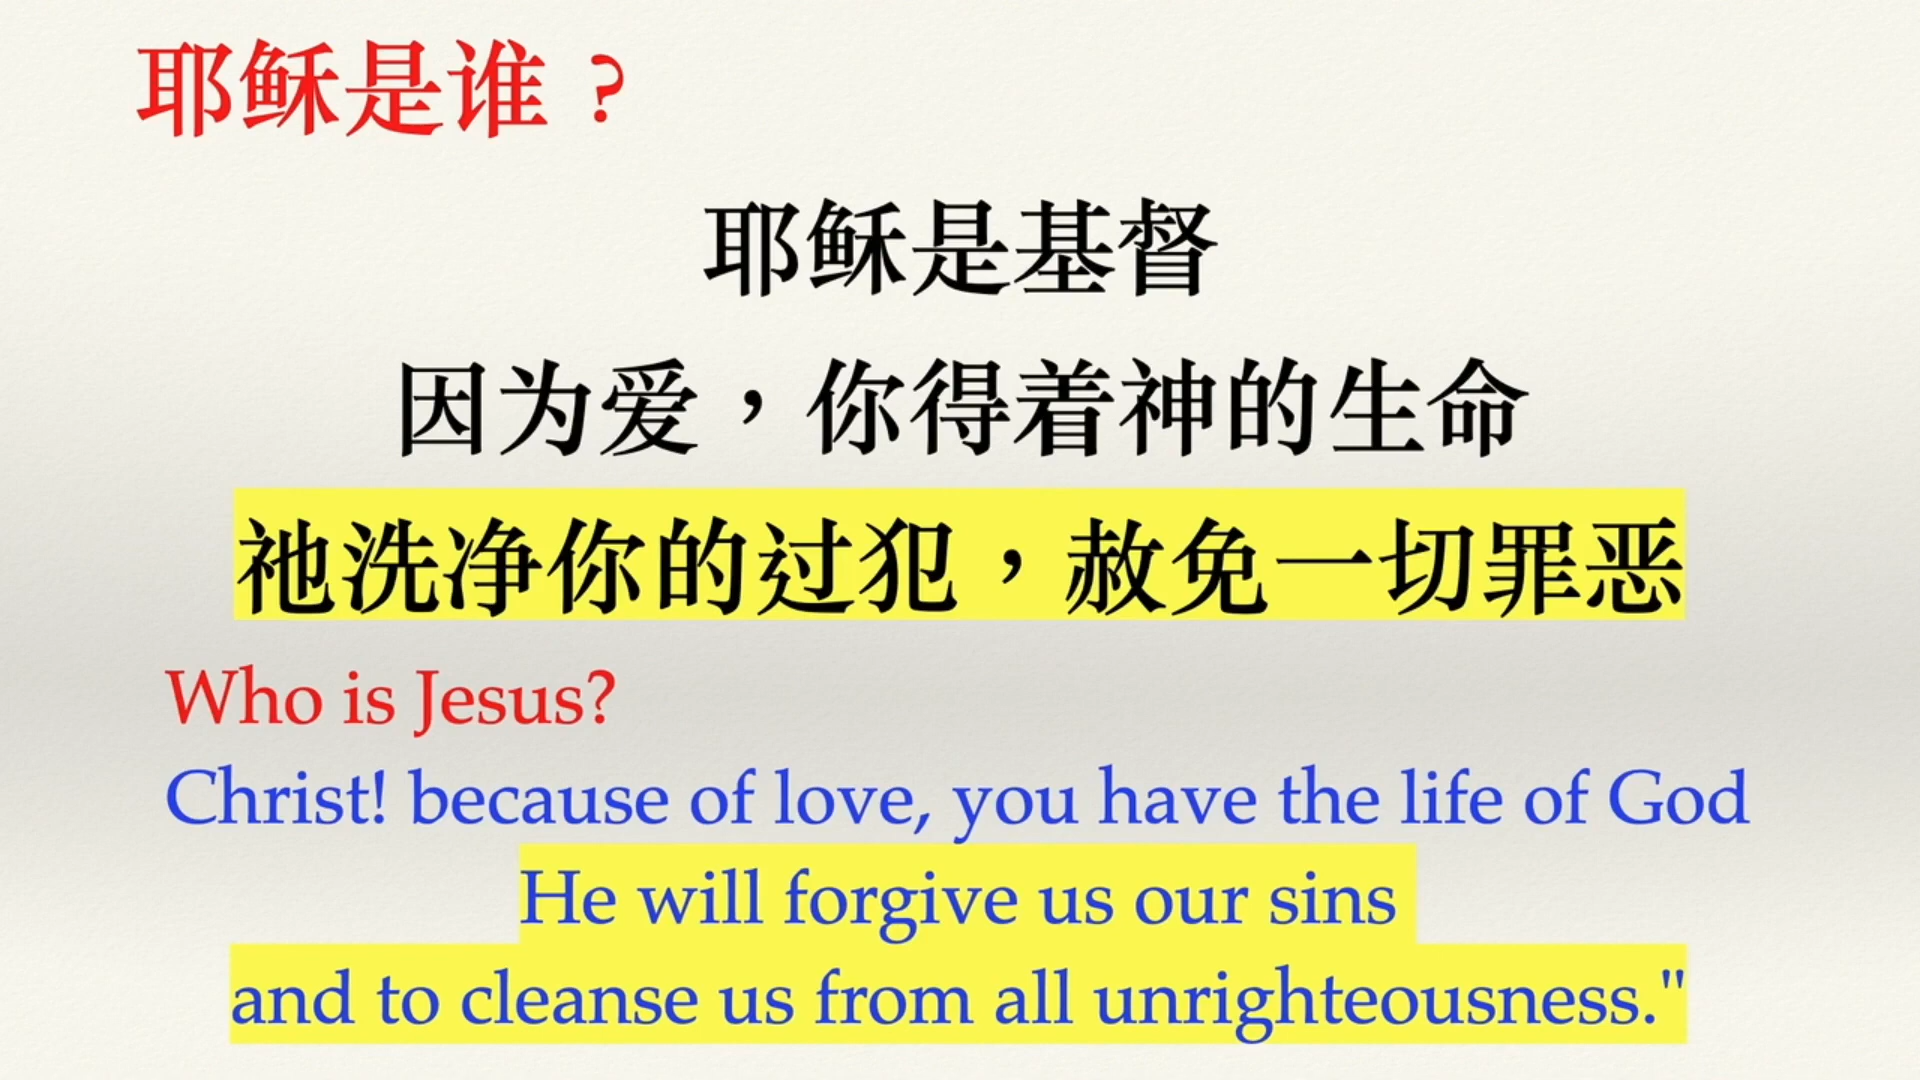 耶稣是谁？
耶稣是基督
因为爱，你得着神的生命
祂洗净你的过犯，赦免一切罪恶
Who is Jesus?
Christ! because of love, you have the life of God
He will forgive us our sins
and to cleanse us from all unrighteousness."